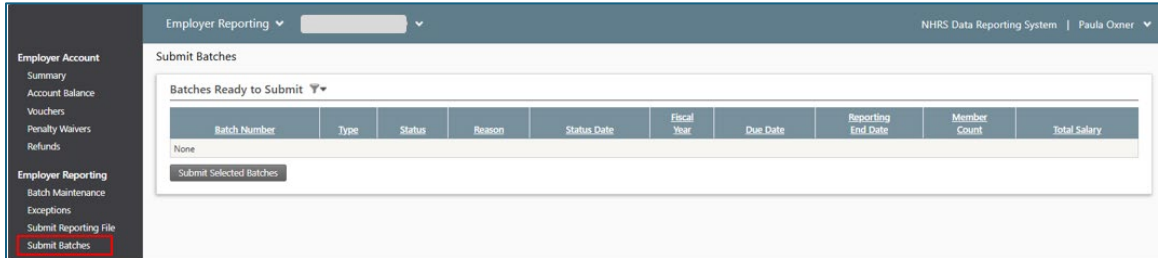 Employer Reporting
NHRS Data Reporting System | Paula Oxner
Employer Account
Summary
Account Balance
Vouchers
Penalty Waivers
Refunds
Employer Reporting
Batch Maintenance
Exceptions
Submit Reporting File
Submit Batches
Submit Batches
Batches Ready to Submit
Batch Number Type Status Reason Status Date Fiscal Year Due Date Reporting End Date Member Count Total Salary
None
Submit Selected Batches